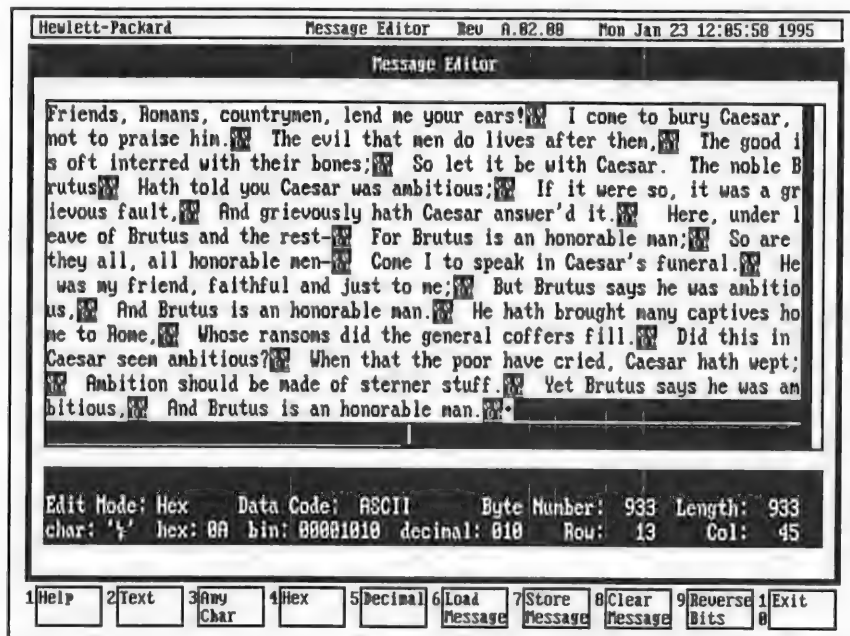 Hewlett-Packard Message Editor Rev A.02.00 Mon Jan 23 12:05:58 1995
Message Editor
Friends, Romans, countrymen, lend me your ears! I come to bury Caesar,
not to praise him. The evil that men do lives after them, The good i
s oft interred with their bones; So let it be with Caesar. The noble B
rutus Hath told you Caesar was ambitious; If it were so, it was a gr
ievous fault, And grievously hath Caesar answer'd it. Here, under l
eave of Brutus and the rest- For Brutus is an honorable man; So are
they all, all honorable men- Come I to speak in Caesar's funeral. He
was my friend, faithful and just to me; But Brutus says he was ambitio
us, And Brutus is an honorable man. He hath brought many captives ho
me to Rome, Whose ransoms did the general coffers fill. Did this in
Caesar seem ambitious? When that the poor have cried, Caesar hath wept;
Ambition should be made of sterner stuff. Yet Brutus says he was am
bitious, And Brutus is an honorable man.
Edit Mode: Hex Data Code: ASCII Byte Number: 933 Length: 933
char: '␊' hex: 0A bin: 00001010 decimal: 010 Row: 13 Col: 45
1 Help 2 Text 3 Any Char 4 Hex 5 Decimal 6 Load Message 7 Store Message 8 Clear Message 9 Reverse Bits 10 Exit